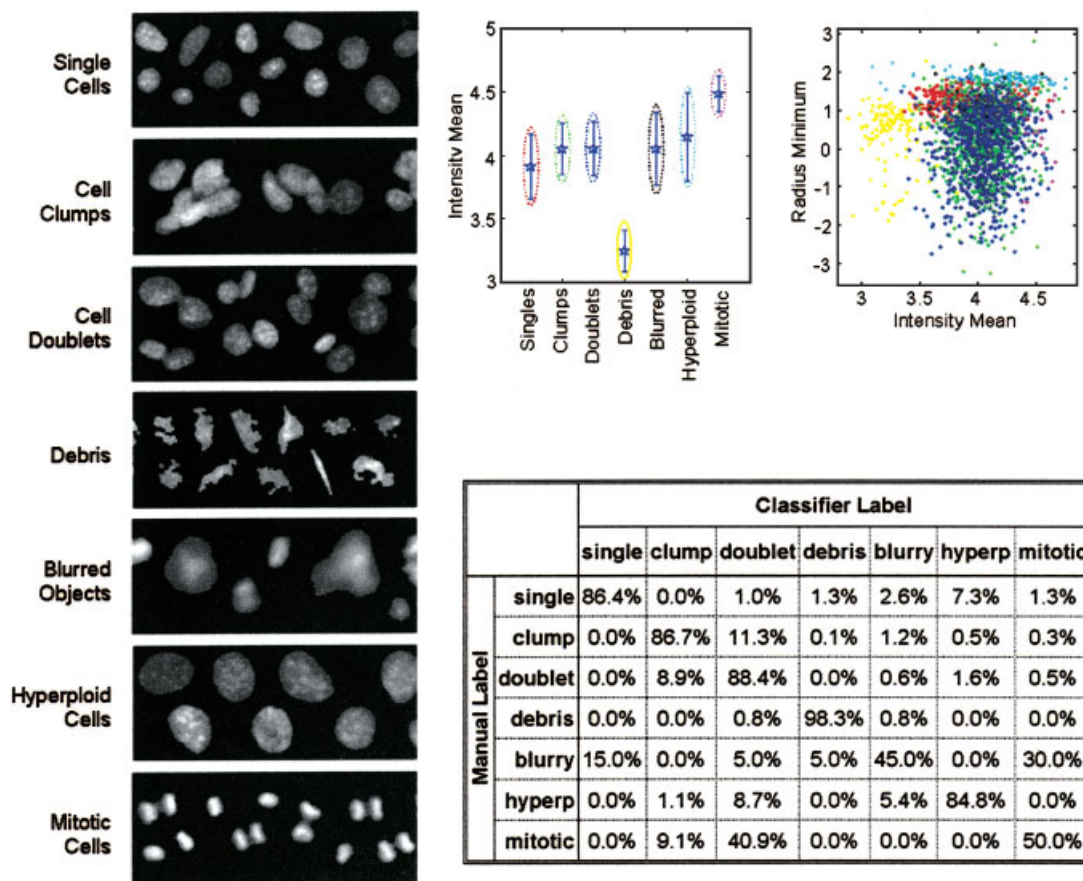 Single
Cells
Cell
Clumps
Cell
Doublets
Debris
Blurred
Objects
Hyperploid
Cells
Mitotic
Cells
Intensity Mean
5
4.5
4
3.5
3
Singles
Clumps
Doublets
Debris
Blurred
Hyperploid
Mitotic
Radius Minimum
3
2
1
0
-1
-2
-3
3 3.5 4 4.5
Intensity Mean
Classifier Label
single clump doublet debris blurry hyperp mitotic
Manual Label
single 86.4% 0.0% 1.0% 1.3% 2.6% 7.3% 1.3%
clump 0.0% 86.7% 11.3% 0.1% 1.2% 0.5% 0.3%
doublet 0.0% 8.9% 88.4% 0.0% 0.6% 1.6% 0.5%
debris 0.0% 0.0% 0.8% 98.3% 0.8% 0.0% 0.0%
blurry 15.0% 0.0% 5.0% 5.0% 45.0% 0.0% 30.0%
hyperp 0.0% 1.1% 8.7% 0.0% 5.4% 84.8% 0.0%
mitotic 0.0% 9.1% 40.9% 0.0% 0.0% 0.0% 50.0%